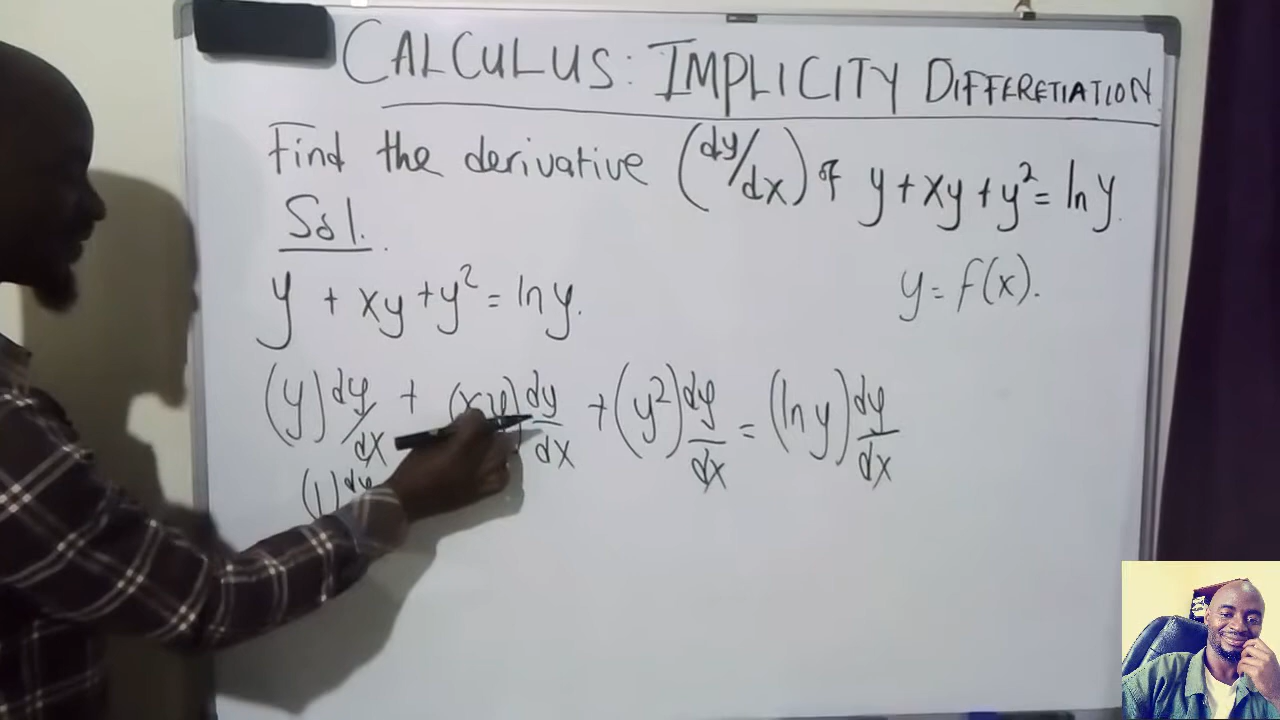 CALCULUS: IMPLICITY DIFFERETIATION
Find the derivative (dy/dx) of y + xy + y² = ln y.
Sol.
y + xy + y² = ln y.
y = f(x).
(y) dy/dx + (xy) dy/dx + (y²) dy/dx = (ln y) dy/dx
(1) dy